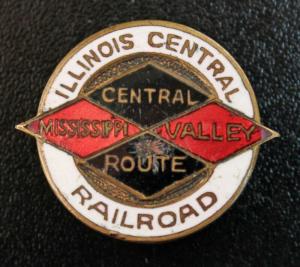 ILLINOIS CENTRAL
CENTRAL
MISSISSIPPI VALLEY
ROUTE
RAILROAD